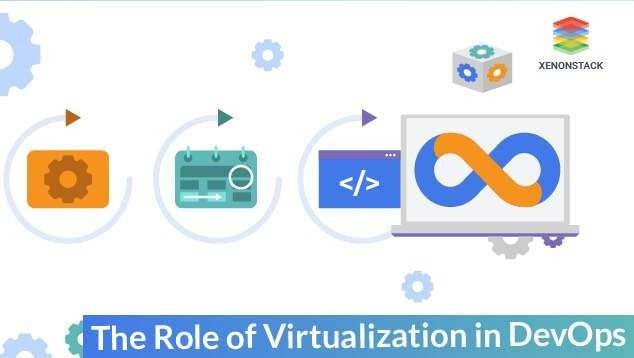 XENONSTACK
</>
The Role of Virtualization in DevOps